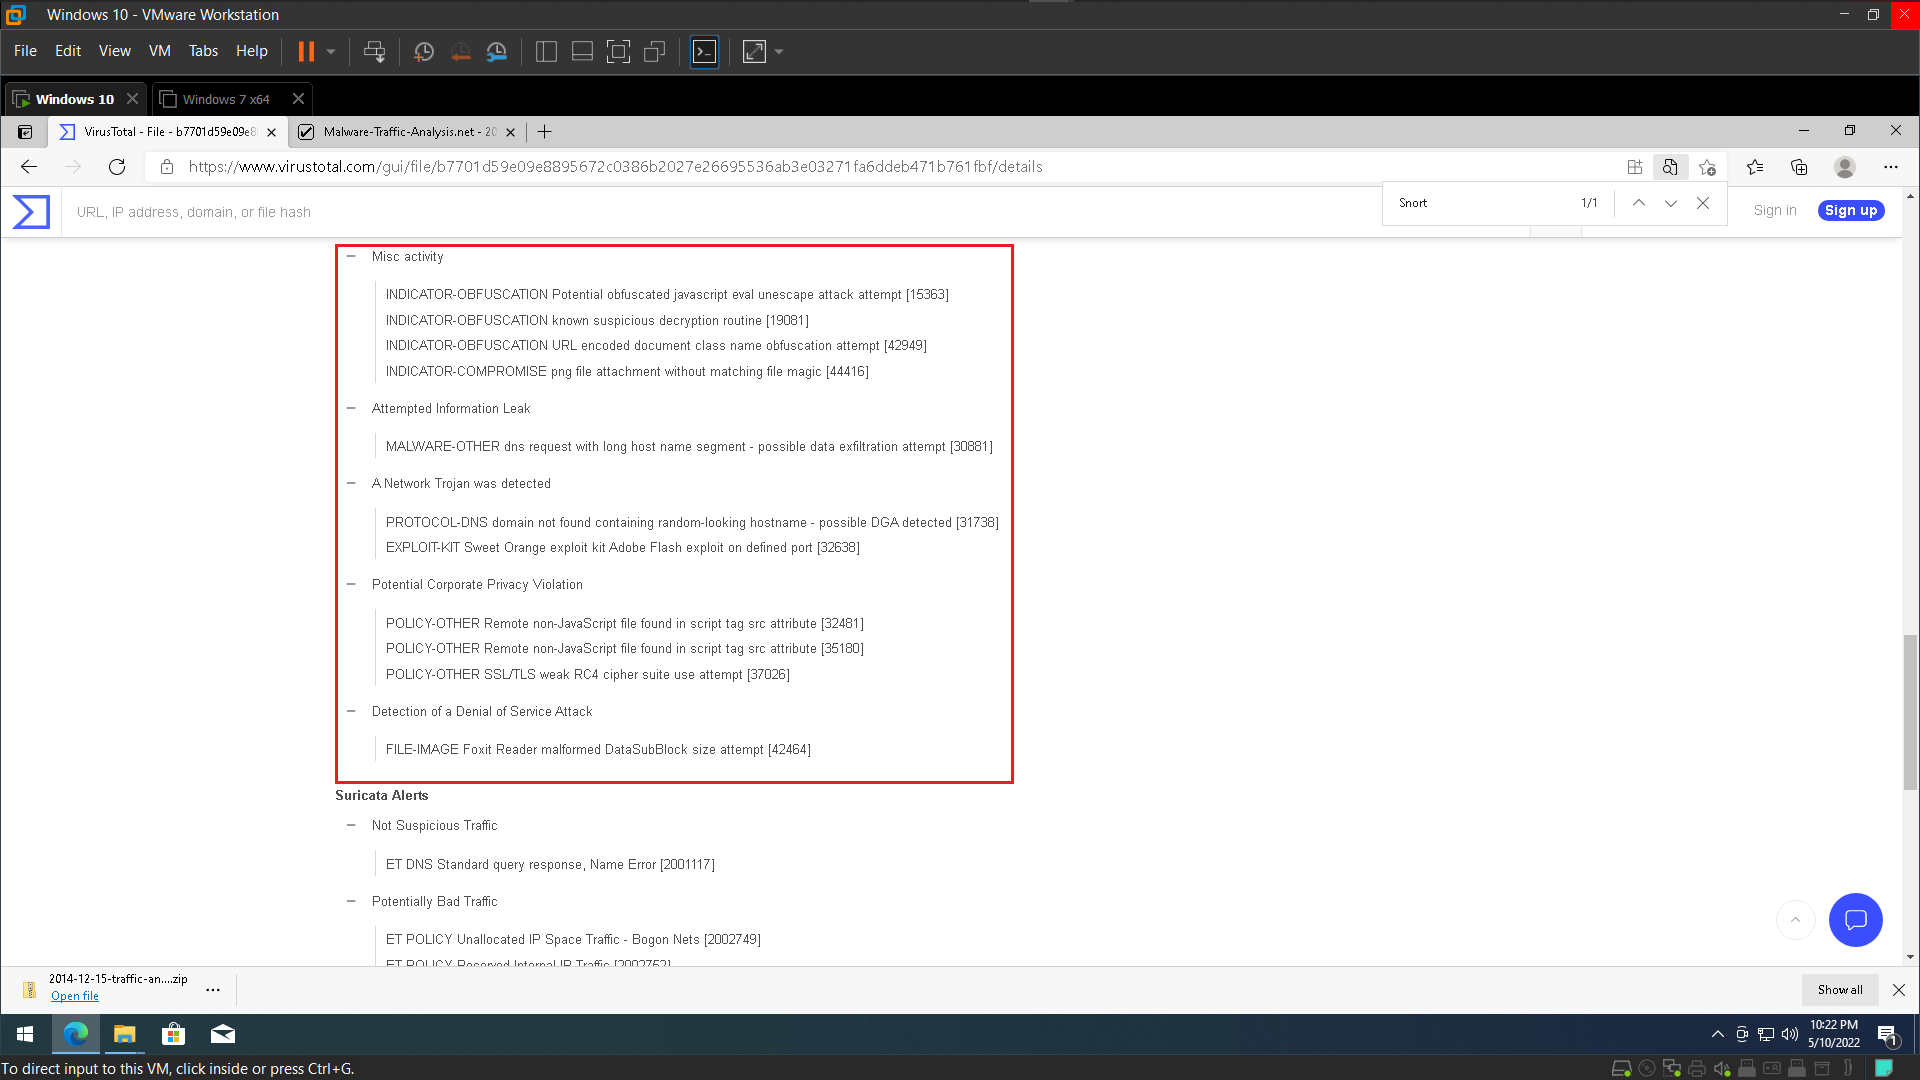 Windows 10 - VMware Workstation
File Edit View VM Tabs Help
Windows 10
Windows 7 x64
VirusTotal - File - b7701d59e09e8
Malware-Traffic-Analysis.net - 20
https://www.virustotal.com/gui/file/b7701d59e09e8895672c0386b2027e26695536ab3e03271fa6ddeb471b761fbf/details
Snort 1/1
URL, IP address, domain, or file hash
Sign in
Sign up
Misc activity
INDICATOR-OBFUSCATION Potential obfuscated javascript eval unescape attack attempt [15363]
INDICATOR-OBFUSCATION known suspicious decryption routine [19081]
INDICATOR-OBFUSCATION URL encoded document class name obfuscation attempt [42949]
INDICATOR-COMPROMISE png file attachment without matching file magic [44416]
Attempted Information Leak
MALWARE-OTHER dns request with long host name segment - possible data exfiltration attempt [30881]
A Network Trojan was detected
PROTOCOL-DNS domain not found containing random-looking hostname - possible DGA detected [31738]
EXPLOIT-KIT Sweet Orange exploit kit Adobe Flash exploit on defined port [32638]
Potential Corporate Privacy Violation
POLICY-OTHER Remote non-JavaScript file found in script tag src attribute [32481]
POLICY-OTHER Remote non-JavaScript file found in script tag src attribute [35180]
POLICY-OTHER SSL/TLS weak RC4 cipher suite use attempt [37026]
Detection of a Denial of Service Attack
FILE-IMAGE Foxit Reader malformed DataSubBlock size attempt [42464]
Suricata Alerts
Not Suspicious Traffic
ET DNS Standard query response, Name Error [2001117]
Potentially Bad Traffic
ET POLICY Unallocated IP Space Traffic - Bogon Nets [2002749]
ET POLICY Reserved Internal IP Traffic [2002752]
2014-12-15-traffic-an....zip
Open file
Show all
10:22 PM
5/10/2022
1
To direct input to this VM, click inside or press Ctrl+G.